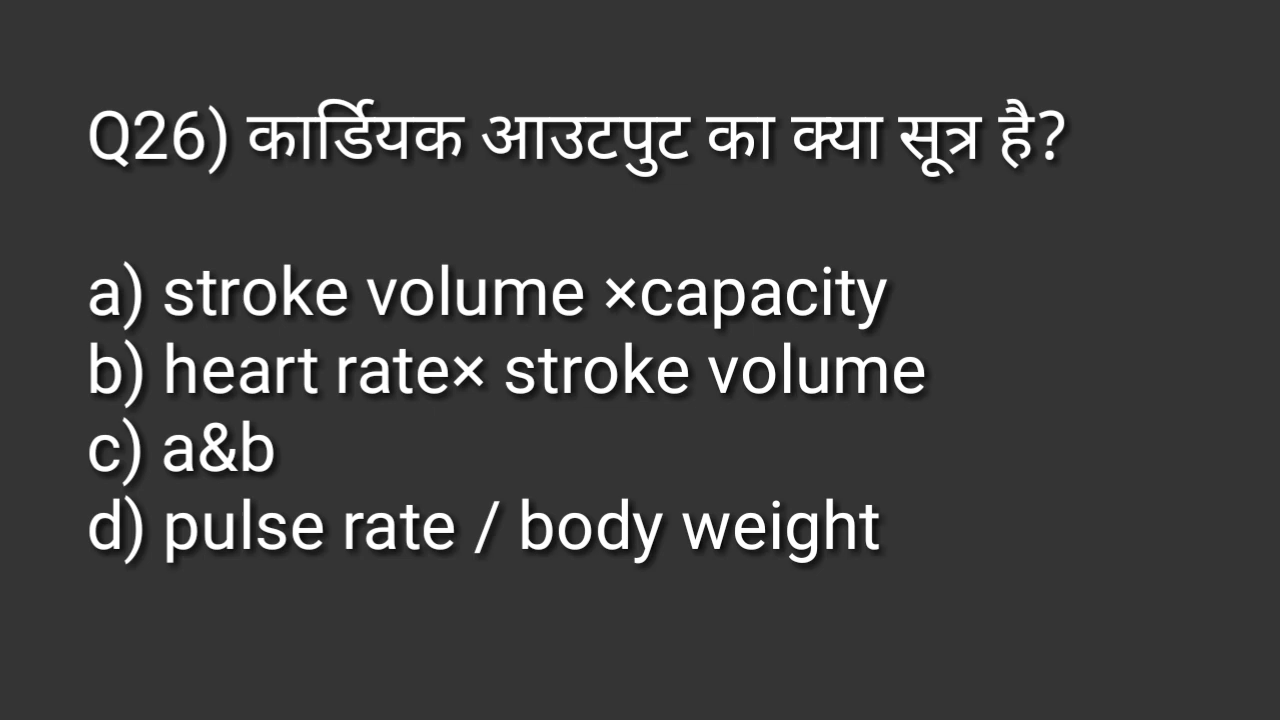 Q26) कार्डियक आउटपुट का क्या सूत्र है?
a) stroke volume ×capacity
b) heart rate× stroke volume
c) a&b
d) pulse rate / body weight